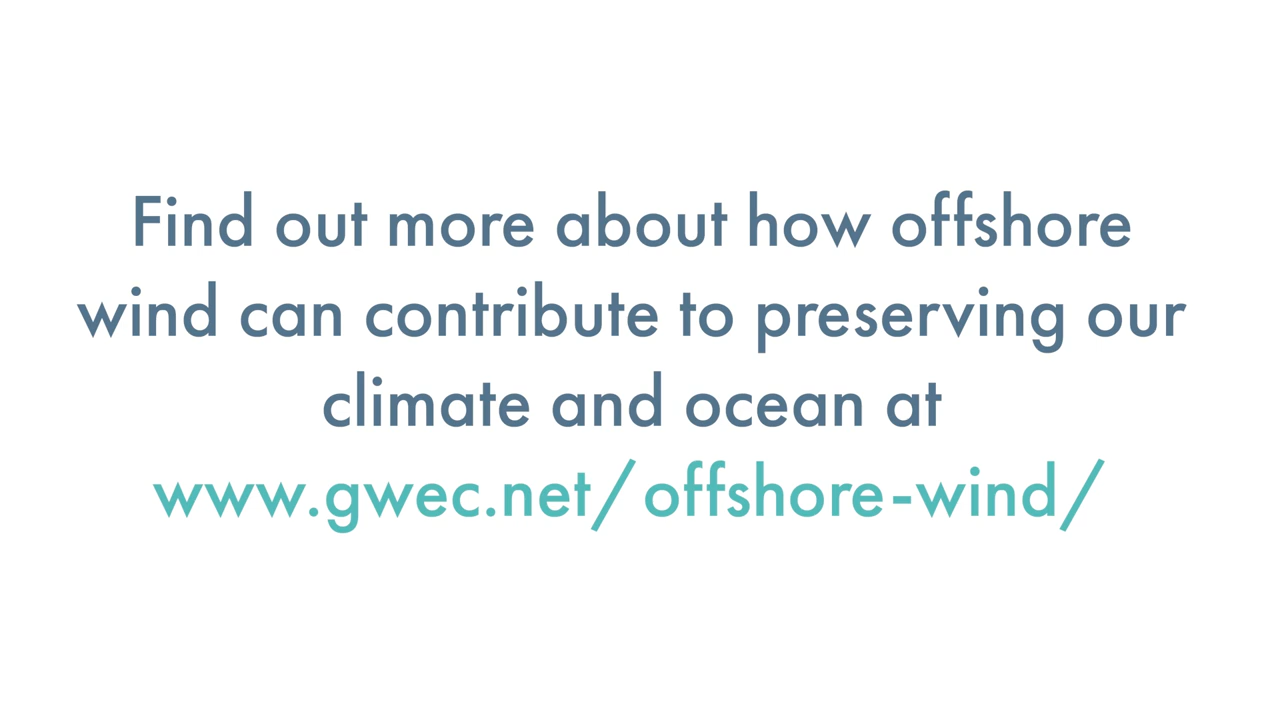 Find out more about how offshore
wind can contribute to preserving our
climate and ocean at
www.gwec.net/offshore-wind/